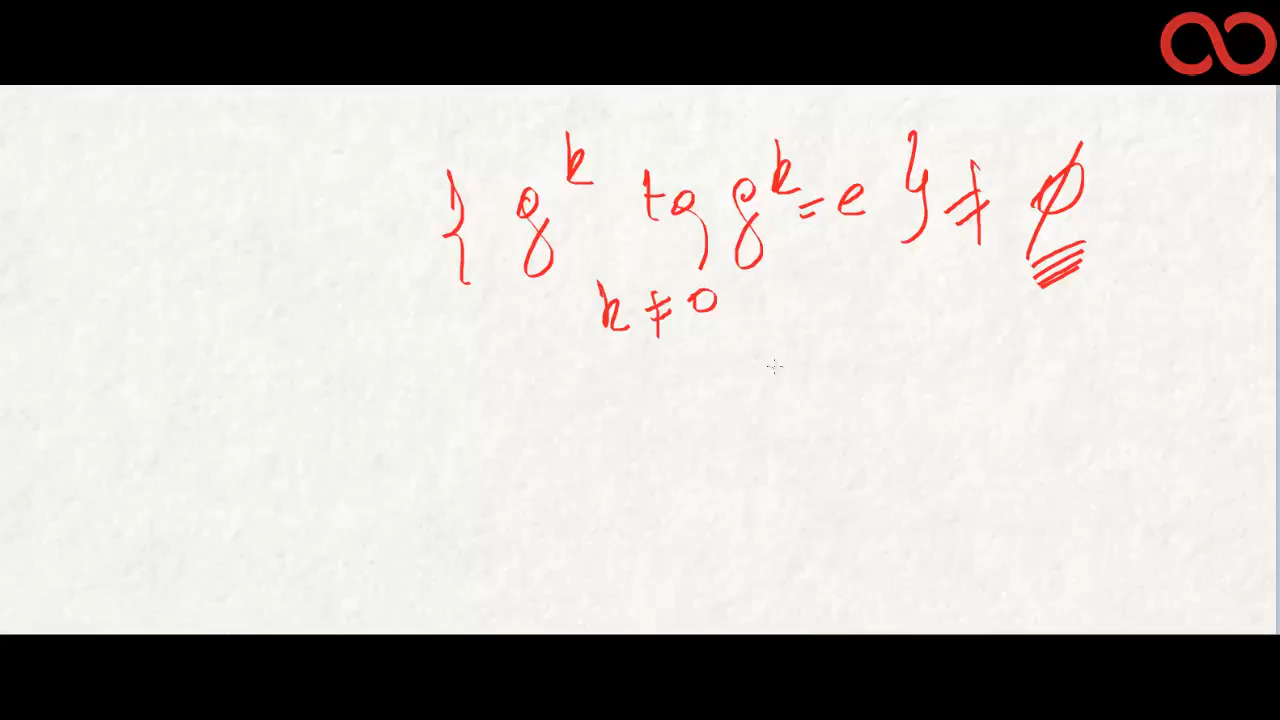 { g^k tq g^k = e } ≠ ∅
k ≠ 0